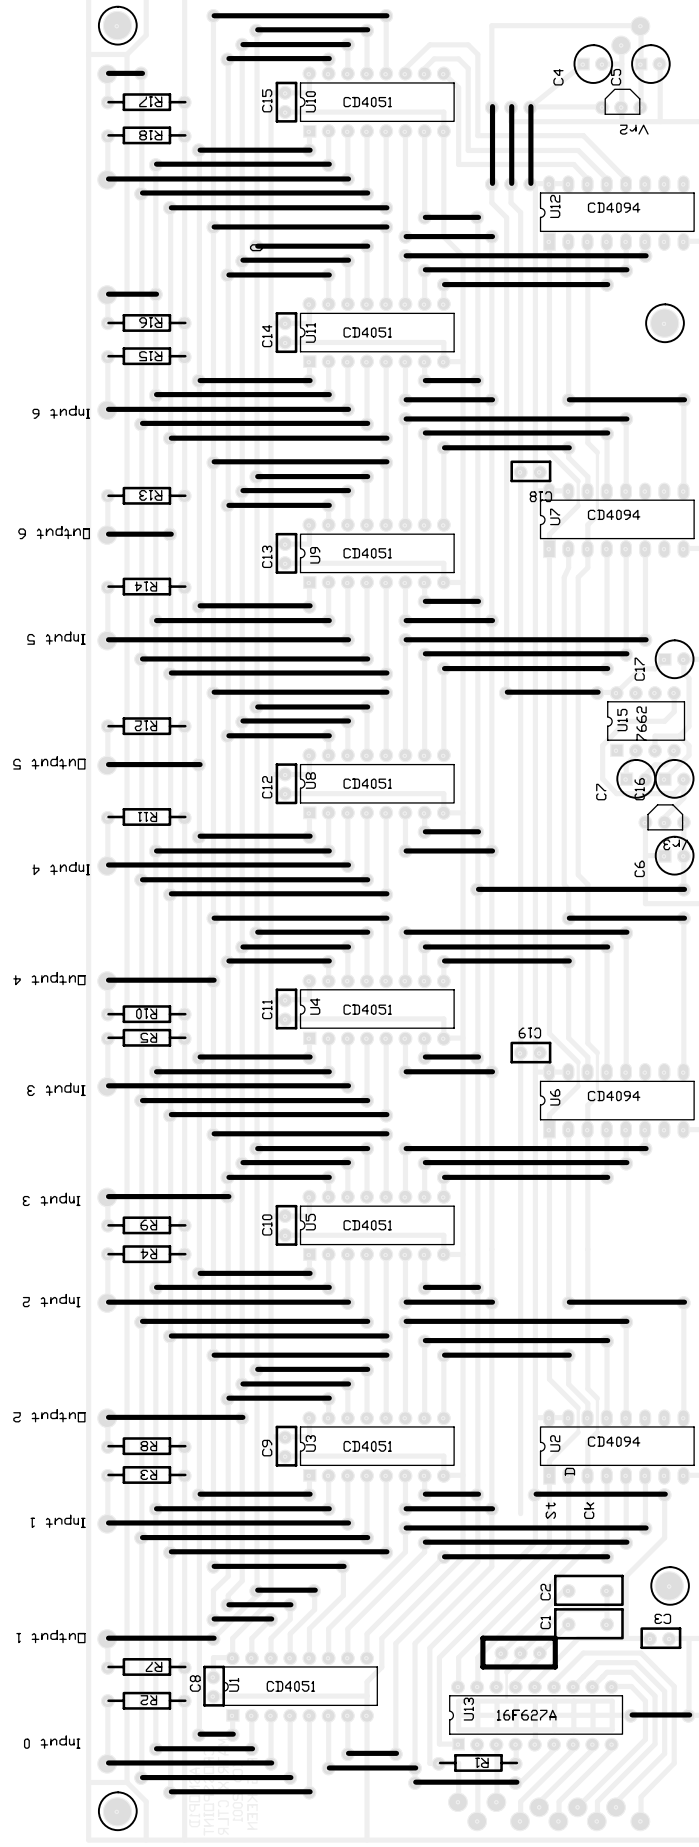 C4
C5
C15
U10
CD4051
R17
R18
Vr2
U12
CD4094
R16
R15
C14
U11
CD4051
Input 6
R13
C18
U7
CD4094
Output 6
C13
U9
CD4051
R14
Input 5
C17
R12
U15
7662
Output 5
C12
U8
CD4051
C7
C16
R11
Vr3
Input 4
C6
Output 4
R10
R5
C11
U4
CD4051
C19
Input 3
U6
CD4094
Input 3
R9
R4
C10
U5
CD4051
Input 2
Output 2
R8
R3
C9
U3
CD4051
U2
CD4094
D
St
Ck
Input 1
C2
C1
C3
Output 1
R7
R2
C8
U1
CD4051
U13
16F627A
Input 0
R1